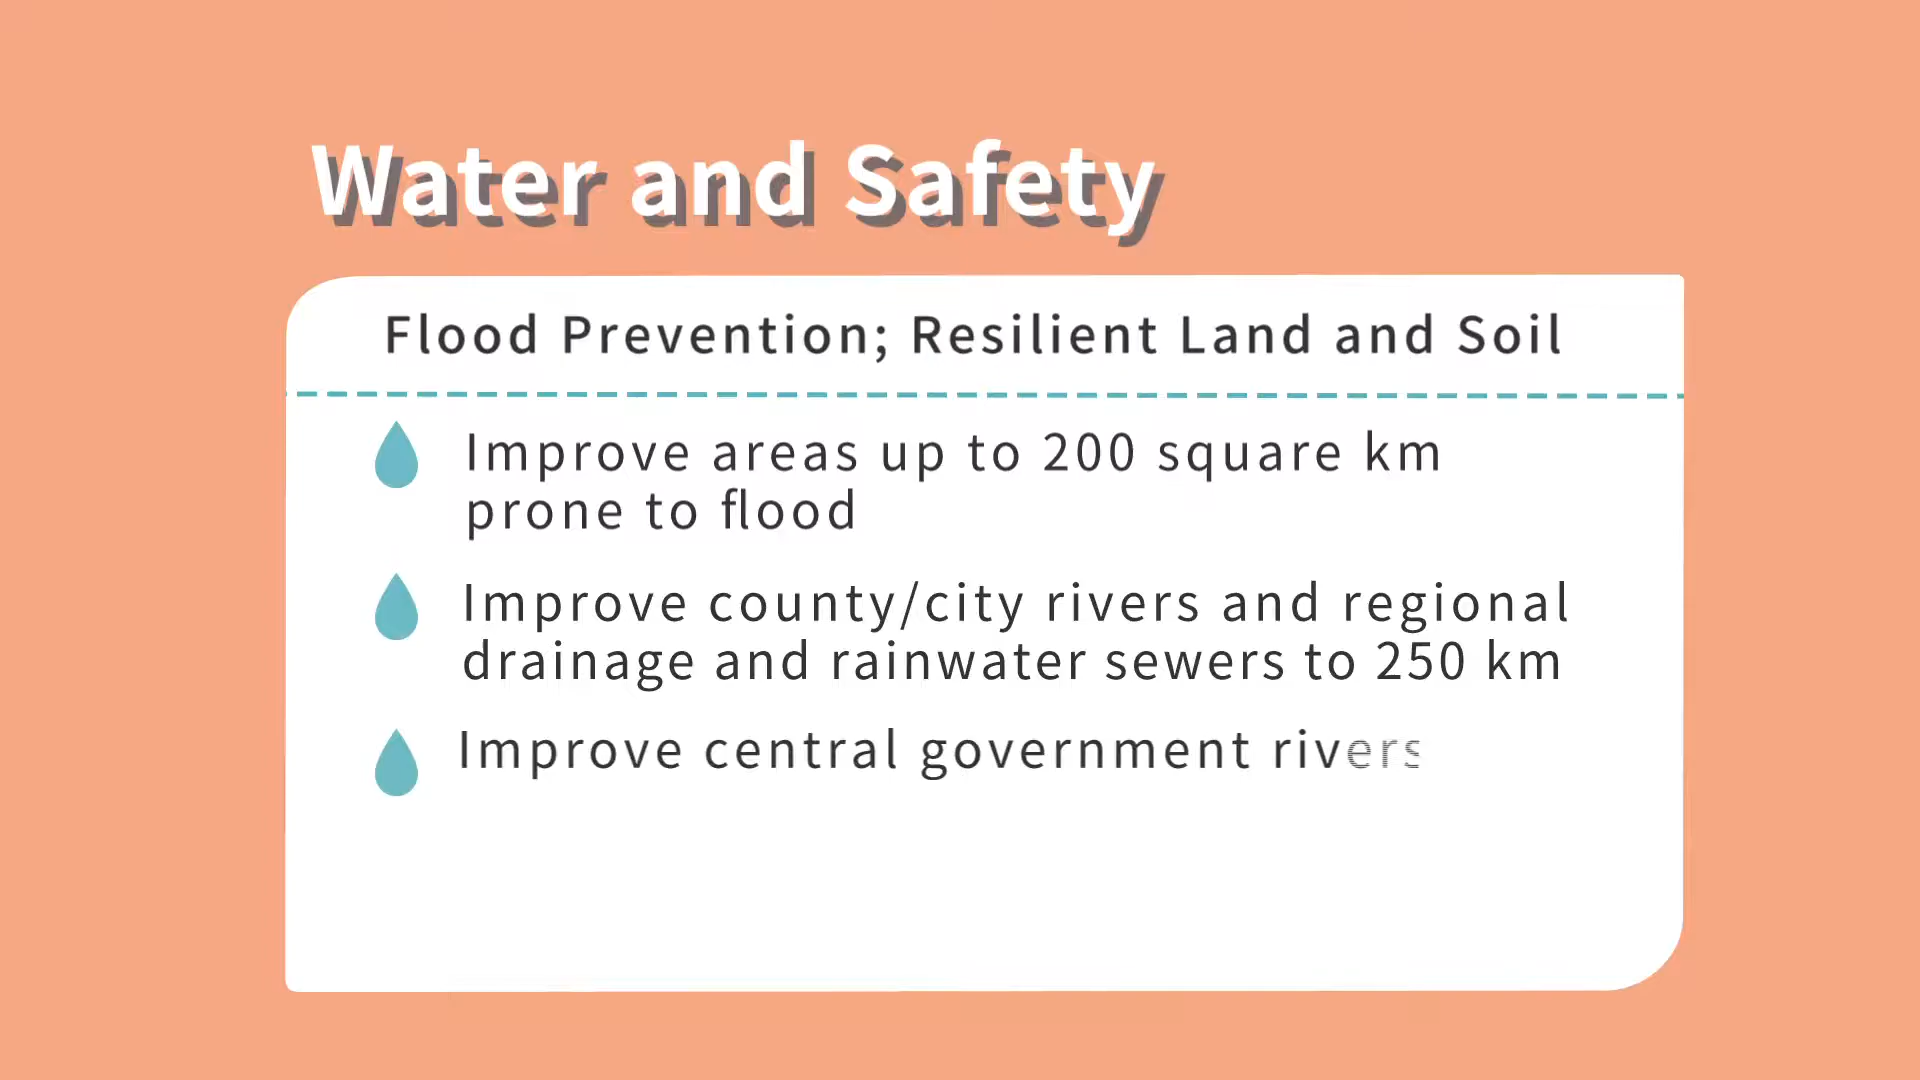 Water and Safety
Flood Prevention; Resilient Land and Soil
Improve areas up to 200 square km
prone to flood
Improve county/city rivers and regional
drainage and rainwater sewers to 250 km
Improve central government rivers